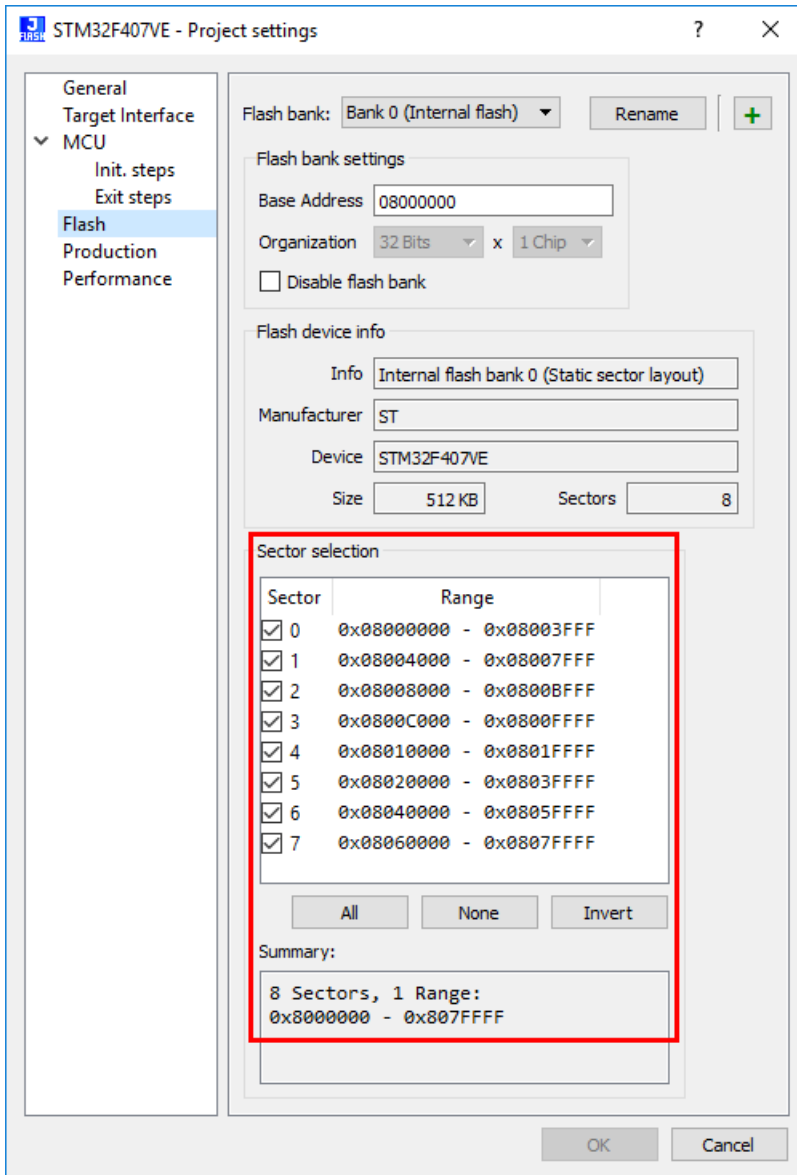 J
FLASH
STM32F407VE - Project settings
?
General
Target Interface
MCU
Init. steps
Exit steps
Flash
Production
Performance
Flash bank: Bank 0 (Internal flash) Rename +
Flash bank settings
Base Address 08000000
Organization 32 Bits x 1 Chip
Disable flash bank
Flash device info
Info Internal flash bank 0 (Static sector layout)
Manufacturer ST
Device STM32F407VE
Size 512 KB Sectors 8
Sector selection
Sector Range
0 0x08000000 - 0x08003FFF
1 0x08004000 - 0x08007FFF
2 0x08008000 - 0x0800BFFF
3 0x0800C000 - 0x0800FFFF
4 0x08010000 - 0x0801FFFF
5 0x08020000 - 0x0803FFFF
6 0x08040000 - 0x0805FFFF
7 0x08060000 - 0x0807FFFF
All None Invert
Summary:
8 Sectors, 1 Range:
0x8000000 - 0x807FFFF
OK Cancel